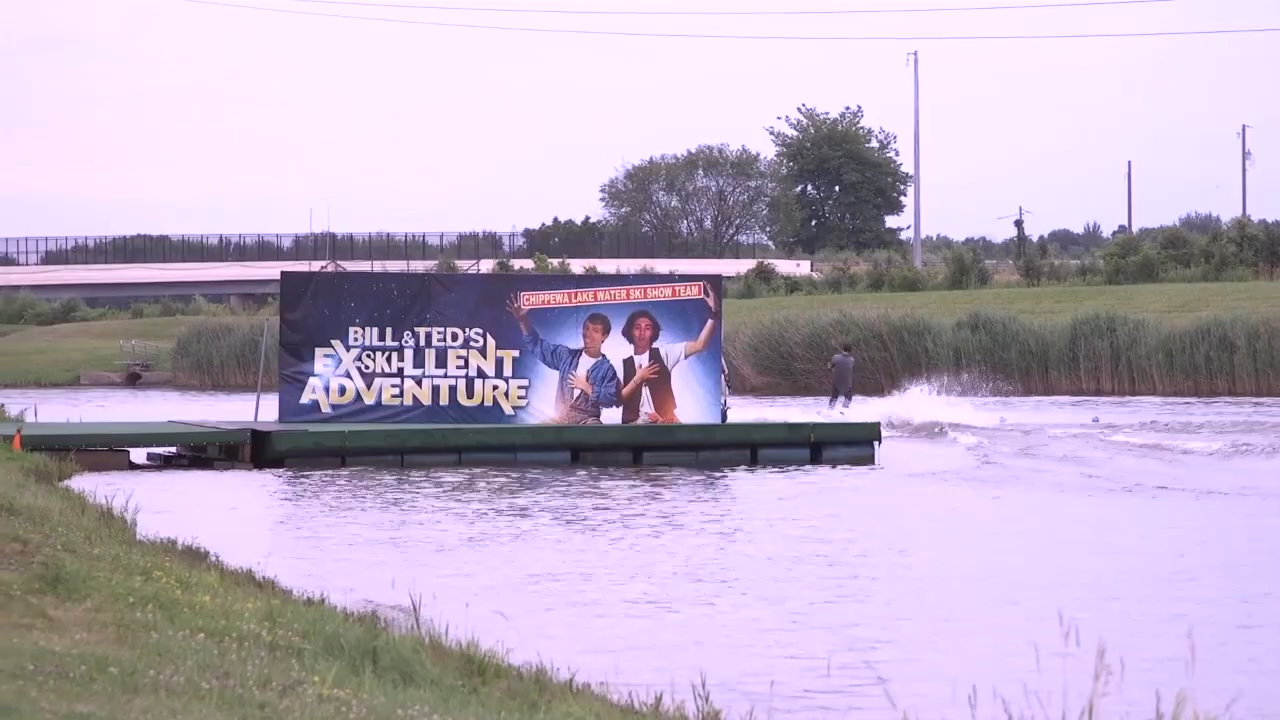 CHIPPEWA LAKE WATER SKI SHOW TEAM
BILL & TED'S
EX-SKI-LLENT
ADVENTURE